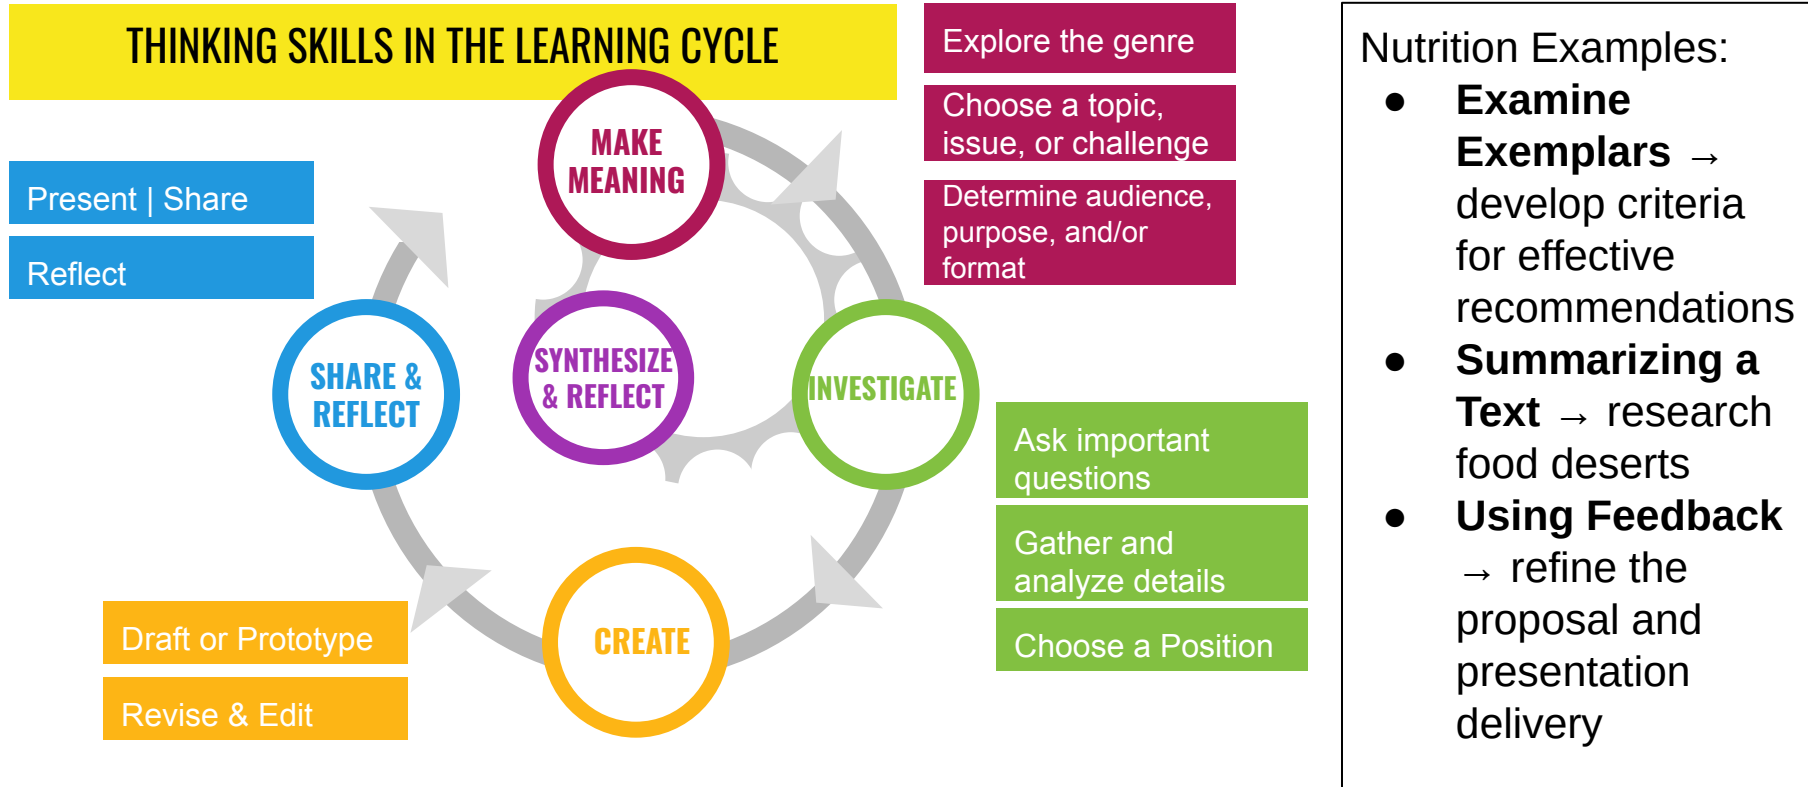 THINKING SKILLS IN THE LEARNING CYCLE
MAKE
MEANING
Explore the genre
Choose a topic,
issue, or challenge
Determine audience,
purpose, and/or
format
INVESTIGATE
Ask important
questions
Gather and
analyze details
Choose a Position
CREATE
Draft or Prototype
Revise & Edit
SHARE &
REFLECT
Present | Share
Reflect
SYNTHESIZE
& REFLECT
Nutrition Examples:
● Examine
Exemplars →
develop criteria
for effective
recommendations
● Summarizing a
Text → research
food deserts
● Using Feedback
→ refine the
proposal and
presentation
delivery